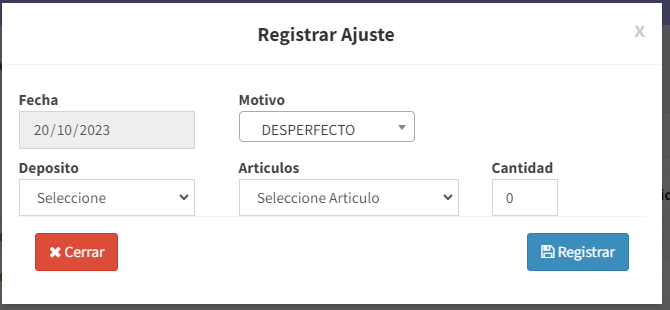 Registrar Ajuste
x
Fecha
Motivo
20/10/2023
DESPERFECTO
Deposito
Articulos
Cantidad
Seleccione
Seleccione Articulo
0
Cerrar
Registrar